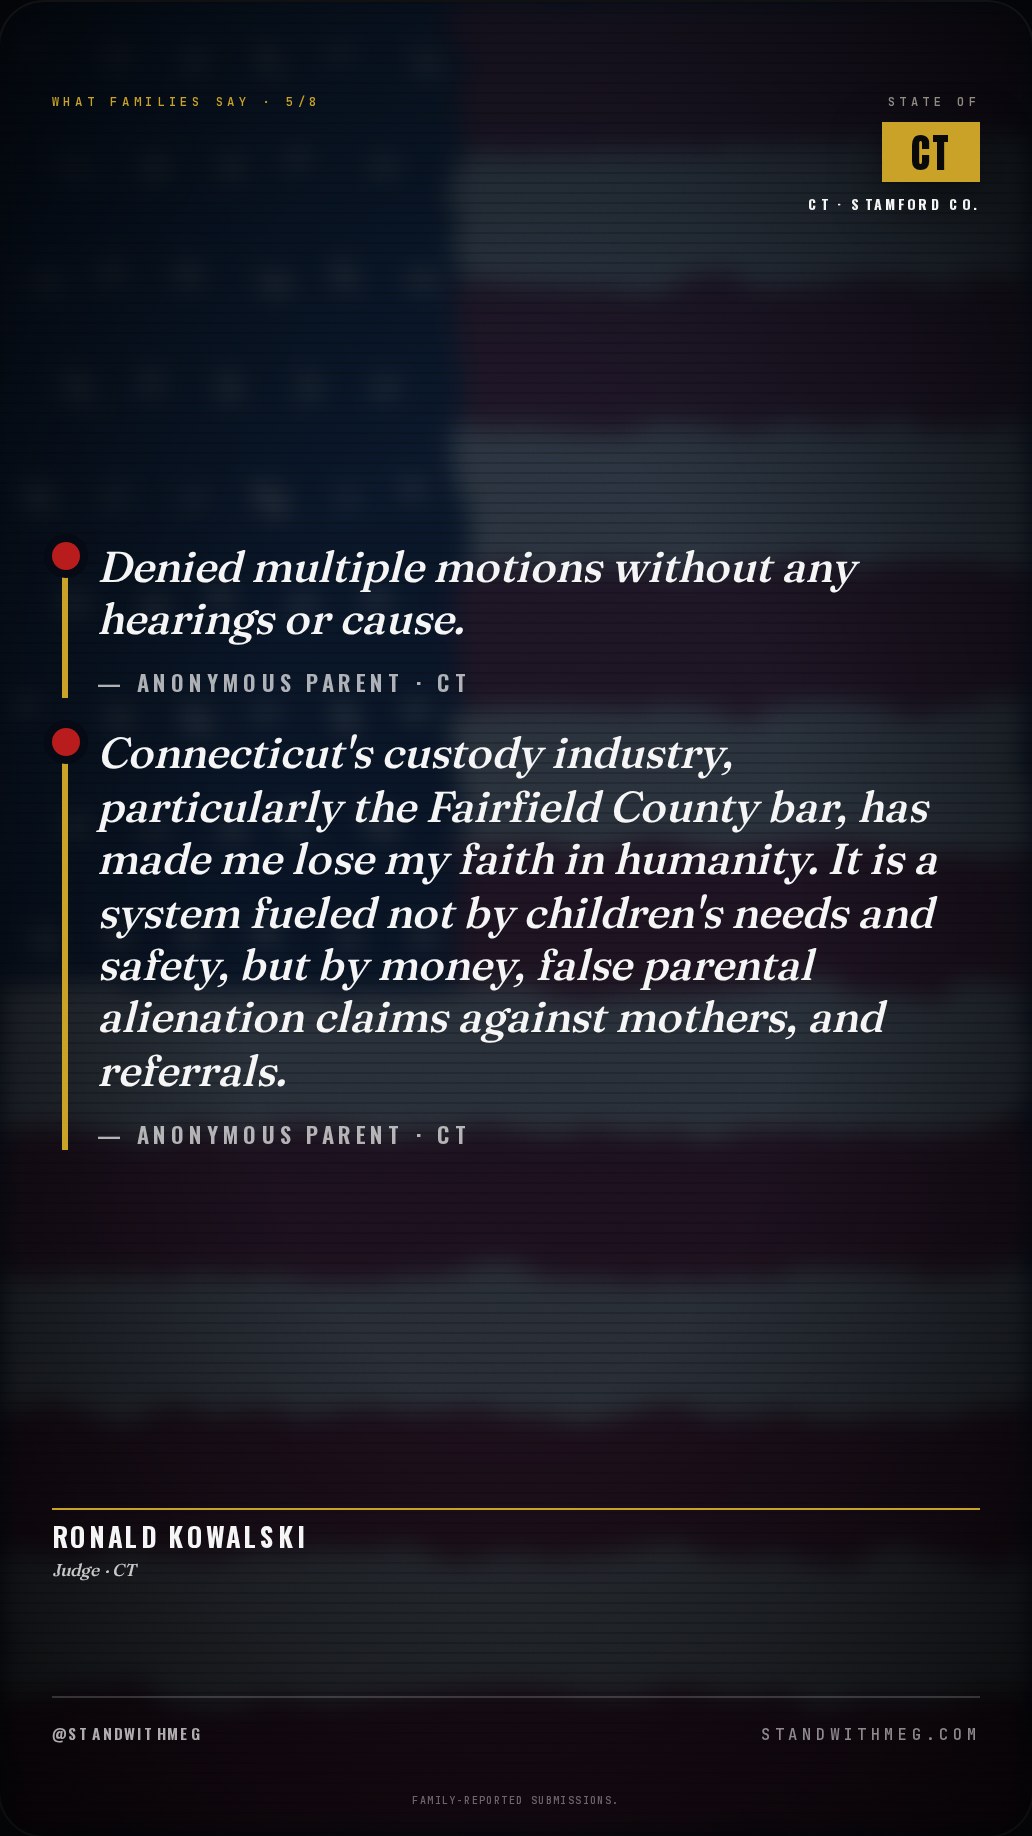 WHAT FAMILIES SAY · 5/8
STATE OF
CT
CT · STAMFORD CO.
Denied multiple motions without any
hearings or cause.
— ANONYMOUS PARENT · CT
Connecticut's custody industry,
particularly the Fairfield County bar, has
made me lose my faith in humanity. It is a
system fueled not by children's needs and
safety, but by money, false parental
alienation claims against mothers, and
referrals.
— ANONYMOUS PARENT · CT
RONALD KOWALSKI
Judge · CT
@STANDWITHMEG
STANDWITHMEG.COM
FAMILY-REPORTED SUBMISSIONS.